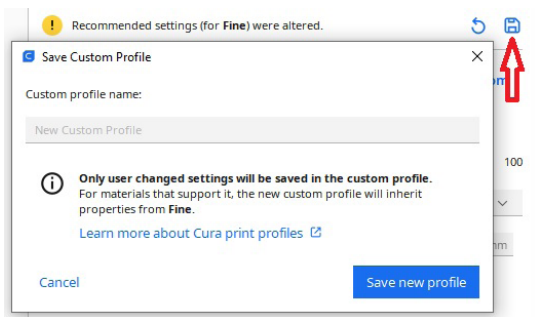 Recommended settings (for Fine) were altered.
Save Custom Profile
om
Custom profile name:
New Custom Profile
100
Only user changed settings will be saved in the custom profile.
For materials that support it, the new custom profile will inherit
properties from Fine.
Learn more about Cura print profiles
mm
Cancel
Save new profile